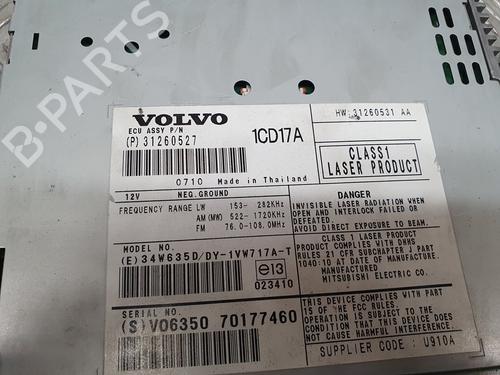 B-PARTS
VOLVO
ECU ASSY P/N
(P) 31260527
1CD17A
HW: 31260531 AA
CLASS1
LASER PRODUCT
0710 Made in Thailand
12V NEG.GROUND
FREQUENCY RANGE LW 153- 282KHz
AM (MW) 522- 1720KHz
FM 76.0-108.0MHz
DANGER
INVISIBLE LASER RADIATION WHEN
OPEN AND INTERLOCK FAILED OR
DEFEATED.
AVOID DIRECT EXPOSURE TO BEAM.
CLASS 1 LASER PRODUCT
PRODUCT COMPLIES WITH DHHS
RULES 21 CFR SUBCHAPTER J PART
1040:10 AT DATE OF MANUFACTURE.
MANUFACTURED
MITSUBISHI ELECTRIC CO.
MODEL NO.
(E) 34W635D/DY-1VW717A-T
e13
023410
SERIAL NO.
(S) V06350 70177460
THIS DEVICE COMPLIES WITH PART
15 OF THE FCC RULES.
OPERATION IS SUBJECT TO THE
CONDITION THAT THIS DEVICE DOES
NOT CAUSE HARMFUL INTERFERENCE.
SUPPLIER CODE : U910A